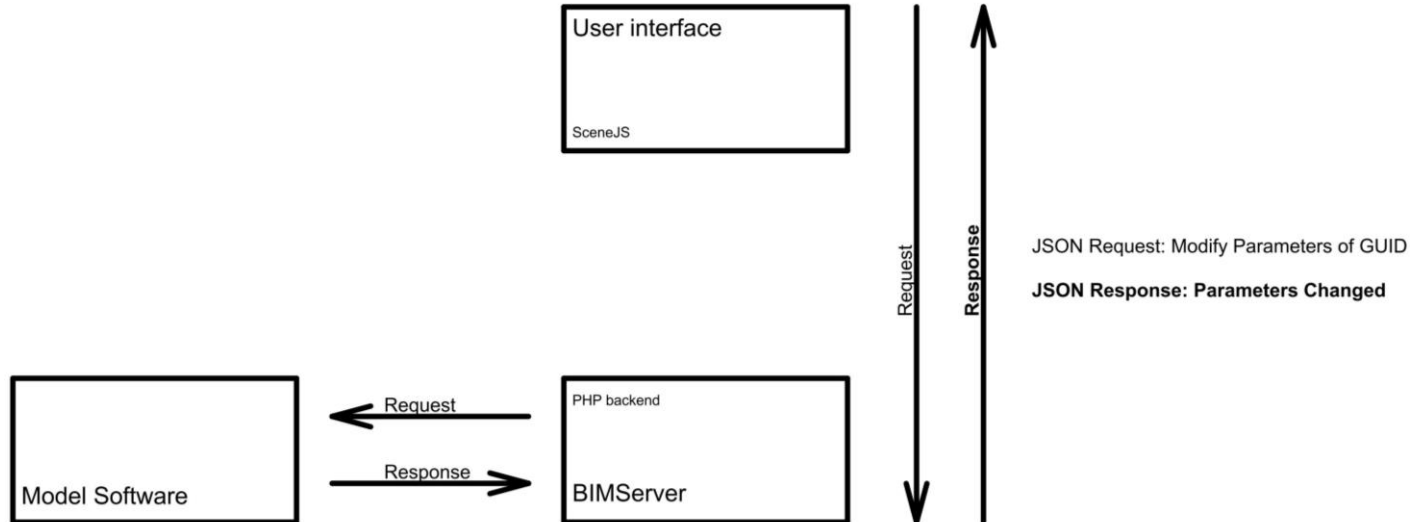 User interface
SceneJS
Request
Response
JSON Request: Modify Parameters of GUID
JSON Response: Parameters Changed
Request
Response
Model Software
PHP backend
BIMServer